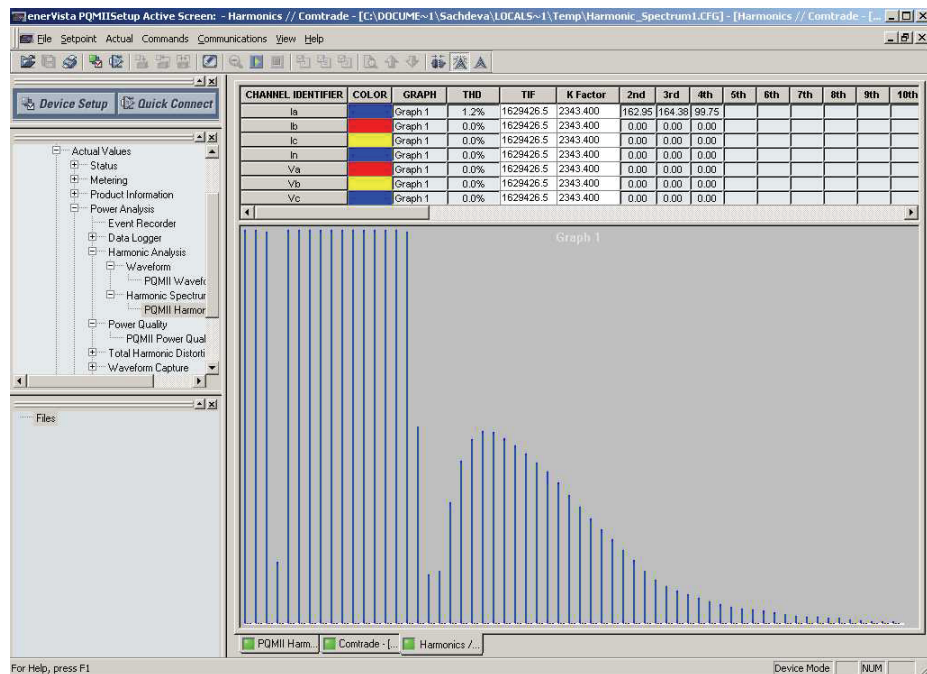 enerVista PQMIISetup Active Screen: - Harmonics // Comtrade - [C:\DOCUME~1\Sachdeva\LOCALS~1\Temp\Harmonic_Spectrum1.CFG] - [Harmonics // Comtrade - [...
File Setpoint Actual Commands Communications View Help
Device Setup Quick Connect
Actual Values
Status
Metering
Product Information
Power Analysis
Event Recorder
Data Logger
Harmonic Analysis
Waveform
PQMII Wavefo
Harmonic Spectrur
PQMII Harmor
Power Quality
PQMII Power Qual
Total Harmonic Distorti
Waveform Capture
Files
CHANNEL IDENTIFIER COLOR GRAPH THD TIF K Factor 2nd 3rd 4th 5th 6th 7th 8th 9th 10th
Ia Graph 1 1.2% 1629426.5 2343.400 162.95 164.38 99.75
Ib Graph 1 0.0% 1629426.5 2343.400 0.00 0.00 0.00
Ic Graph 1 0.0% 1629426.5 2343.400 0.00 0.00 0.00
In Graph 1 0.0% 1629426.5 2343.400 0.00 0.00 0.00
Va Graph 1 0.0% 1629426.5 2343.400 0.00 0.00 0.00
Vb Graph 1 0.0% 1629426.5 2343.400 0.00 0.00 0.00
Vc Graph 1 0.0% 1629426.5 2343.400 0.00 0.00 0.00
Graph 1
PQMII Harm... Comtrade - [... Harmonics /...
For Help, press F1
Device Mode NUM